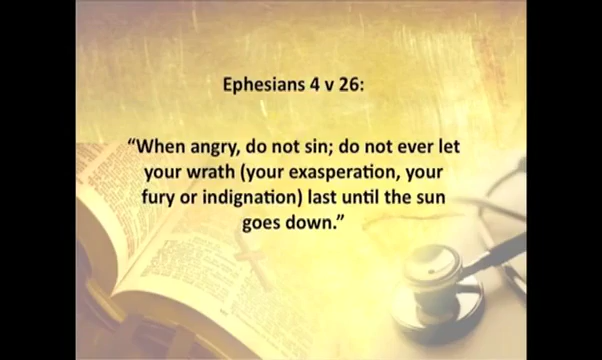 Ephesians 4 v 26:
“When angry, do not sin; do not ever let
your wrath (your exasperation, your
fury or indignation) last until the sun
goes down.”